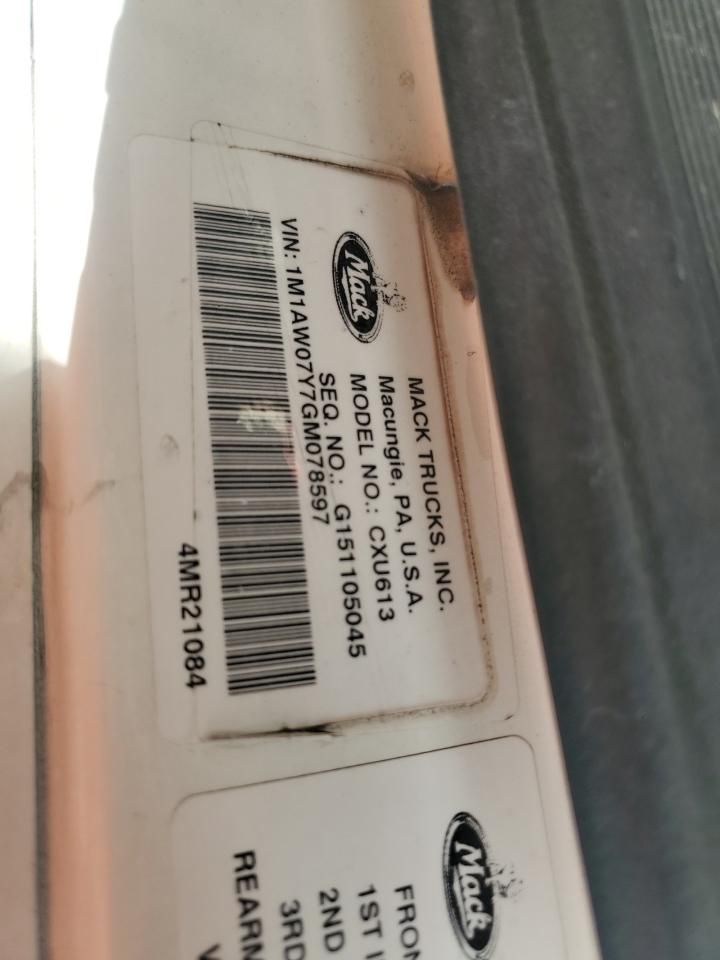 Mack
MACK TRUCKS, INC.
Macungie, PA, U.S.A.
MODEL NO.: CXU613
SEQ. NO.: G151105045
VIN: 1M1AW07Y7GM078597
4MR21084
Mack
FRON
1ST I
2ND
3RD
REARM